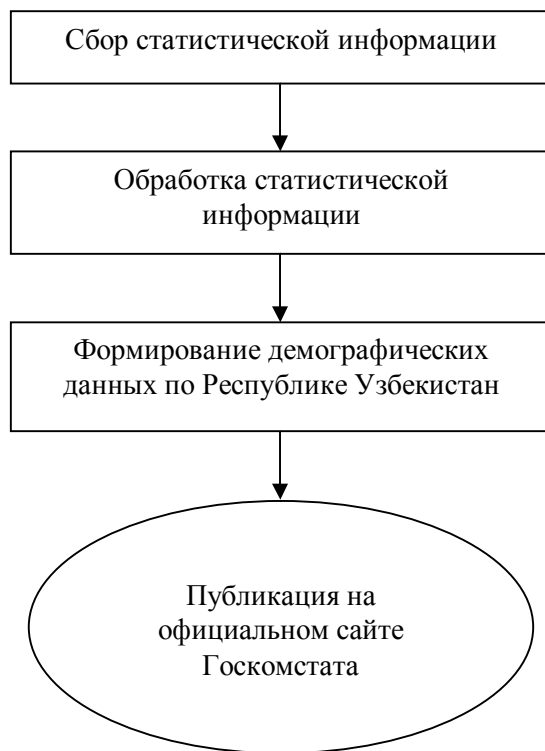 Сбор статистической информации
Обработка статистической
информации
Формирование демографических
данных по Республике Узбекистан
Публикация на
официальном сайте
Госкомстата